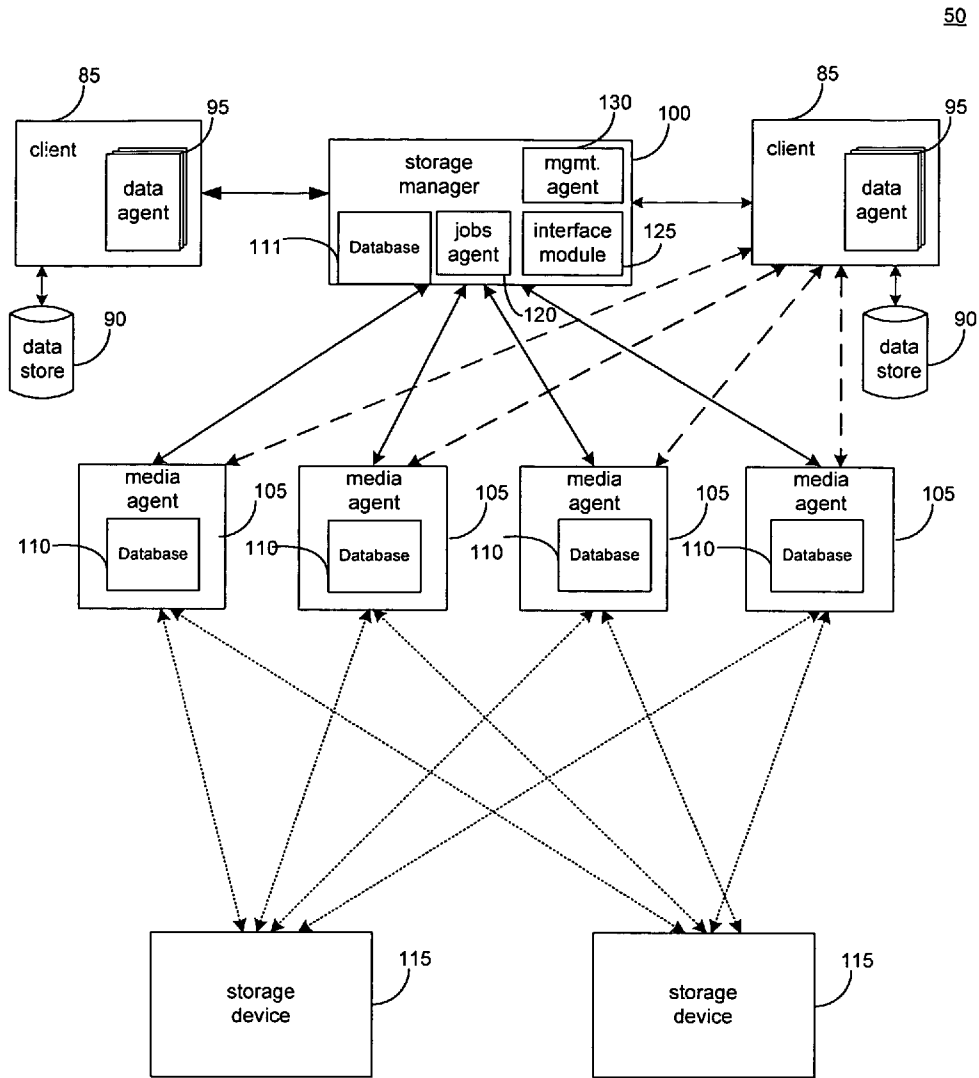 50
85
95
client
data
agent
130
100
storage
manager
mgmt.
agent
111
Database
jobs
agent
interface
module
125
120
85
95
client
data
agent
90
data
store
90
data
store
media
agent
105
110
Database
media
agent
105
110
Database
media
agent
105
110
Database
media
agent
105
110
Database
storage
device
115
storage
device
115